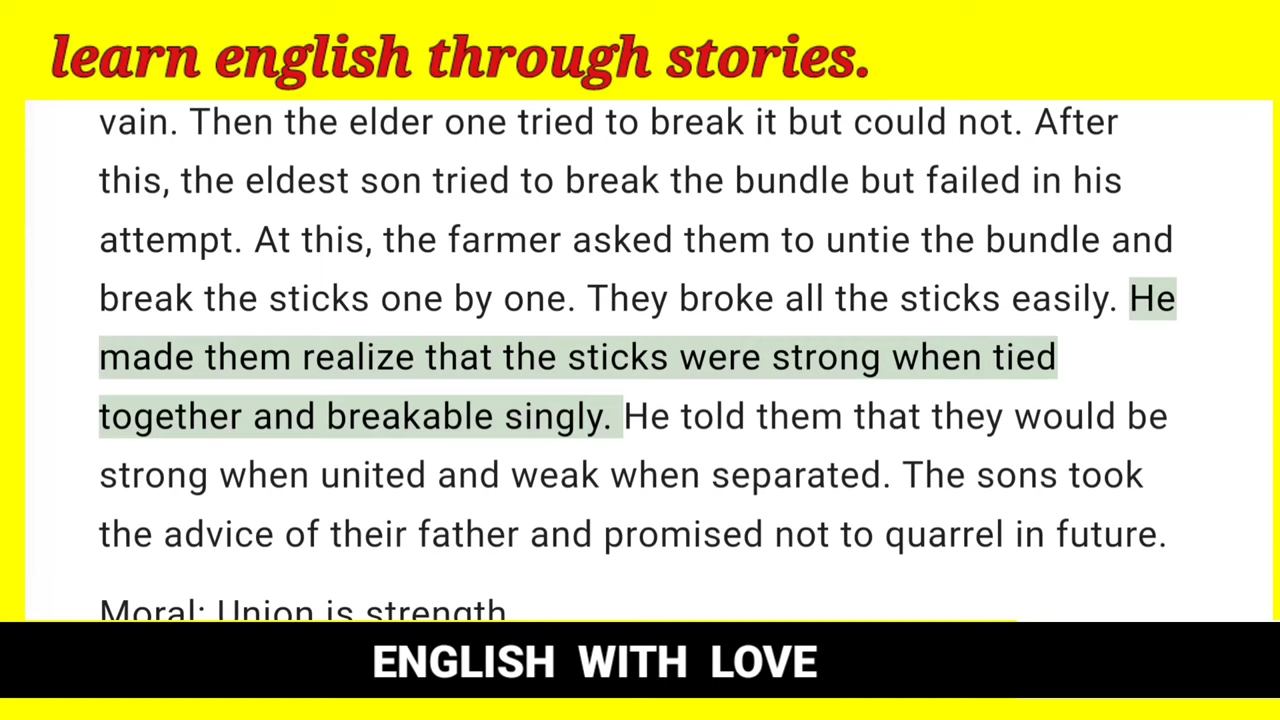 learn english through stories.
vain. Then the elder one tried to break it but could not. After
this, the eldest son tried to break the bundle but failed in his
attempt. At this, the farmer asked them to untie the bundle and
break the sticks one by one. They broke all the sticks easily. He
made them realize that the sticks were strong when tied
together and breakable singly. He told them that they would be
strong when united and weak when separated. The sons took
the advice of their father and promised not to quarrel in future.
Moral: Union is strength
ENGLISH WITH LOVE